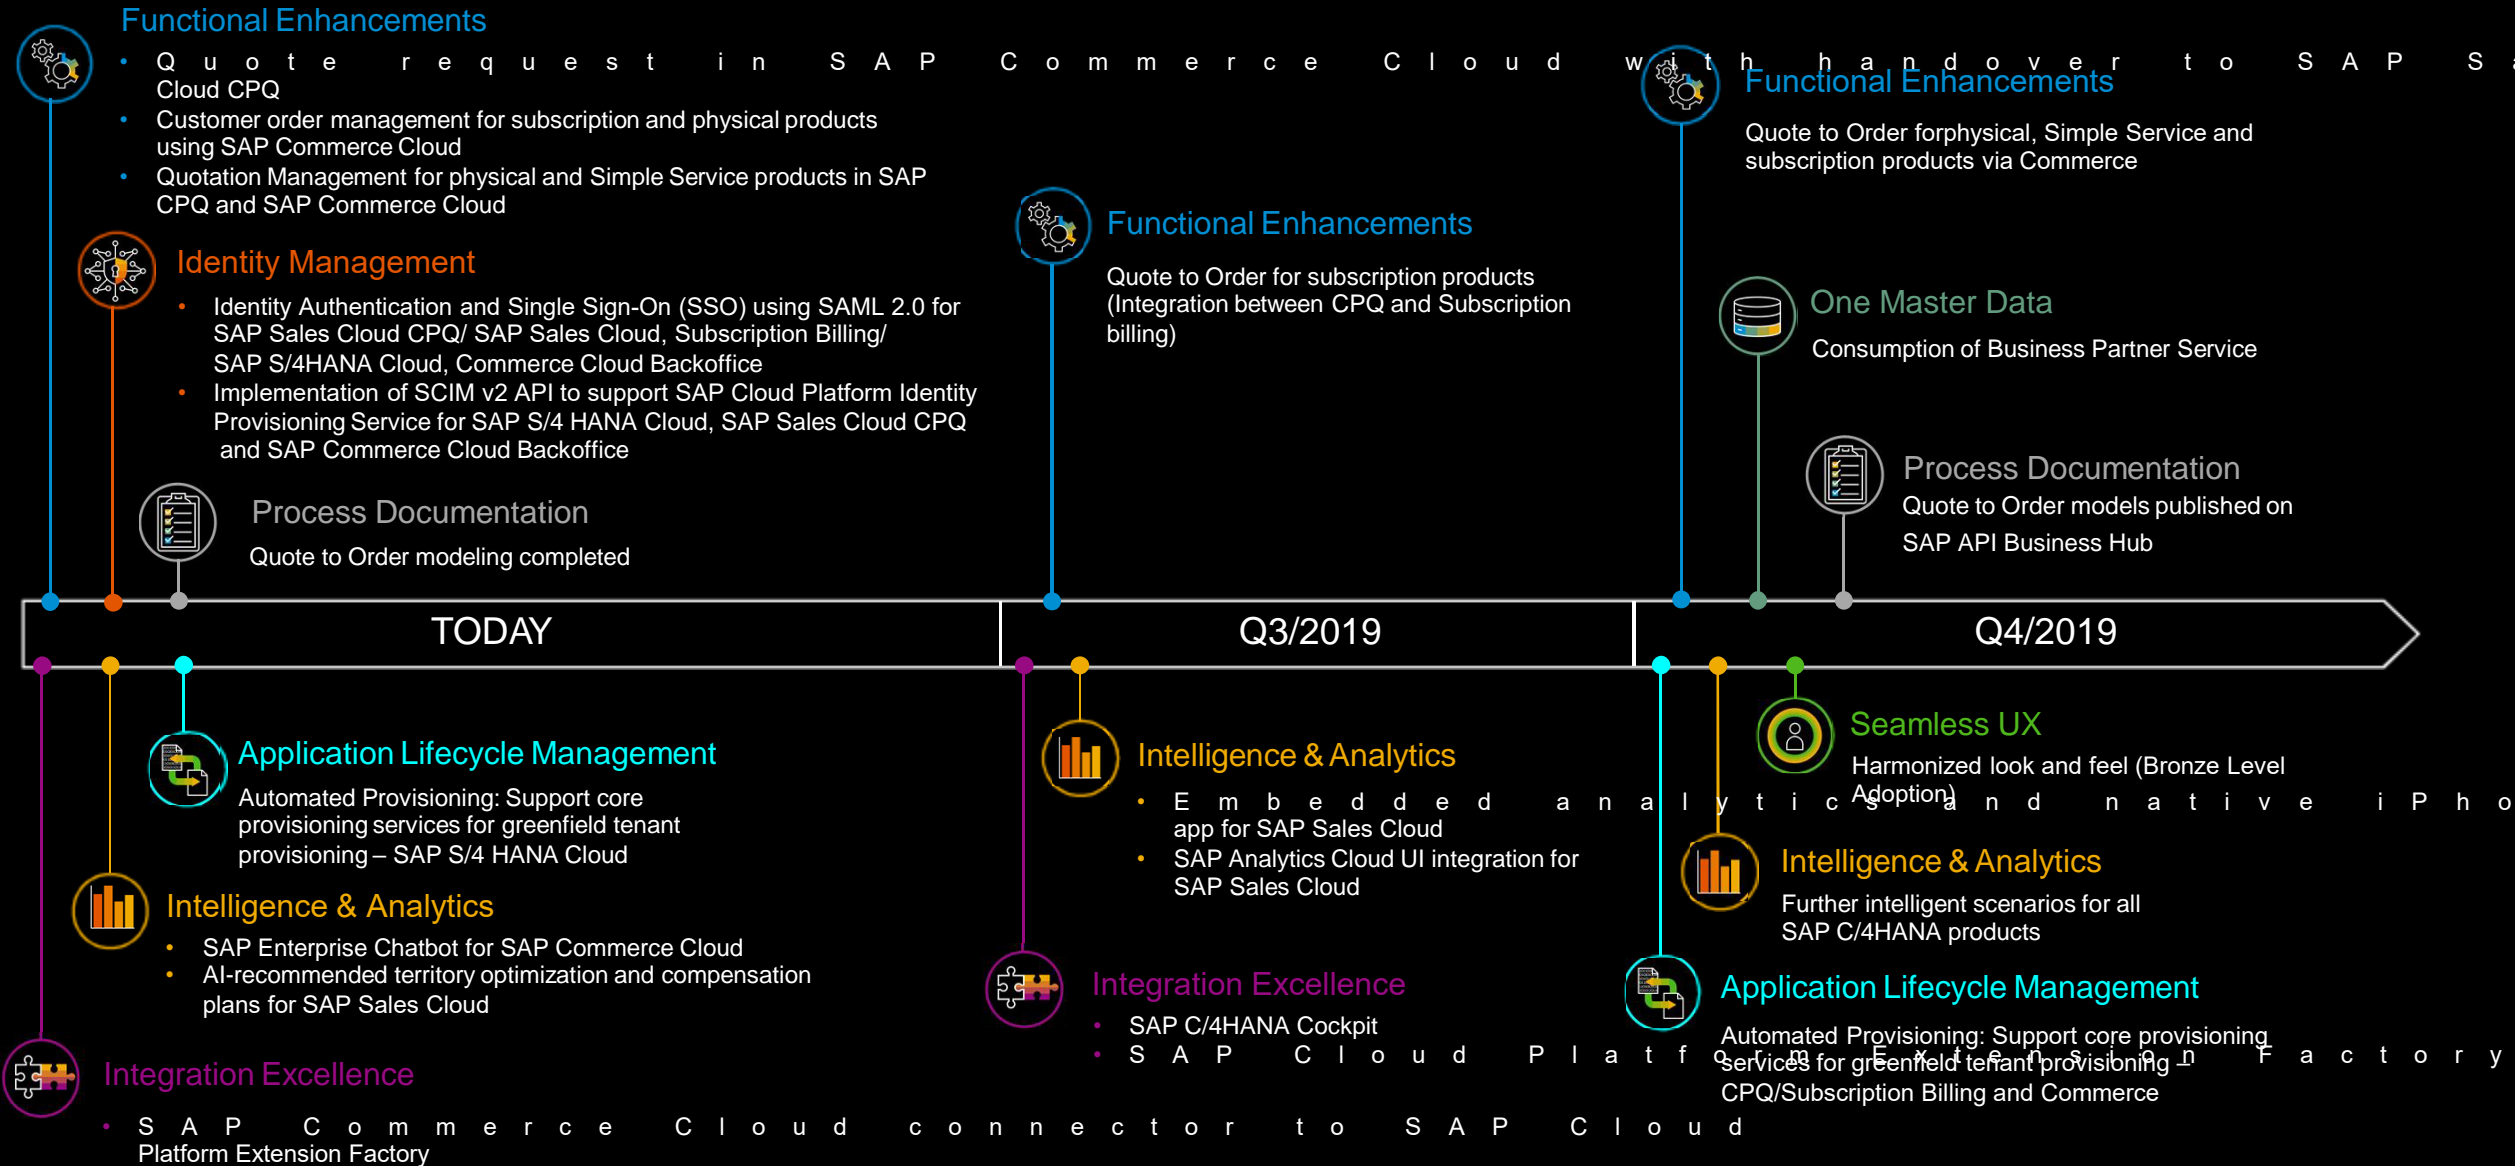 Functional Enhancements
• Quote request in SAP Commerce Cloud with handover to SAP
Cloud CPQ
• Customer order management for subscription and physical products
using SAP Commerce Cloud
• Quotation Management for physical and Simple Service products in SAP
CPQ and SAP Commerce Cloud
Identity Management
• Identity Authentication and Single Sign-On (SSO) using SAML 2.0 for
SAP Sales Cloud CPQ/ SAP Sales Cloud, Subscription Billing/
SAP S/4HANA Cloud, Commerce Cloud Backoffice
• Implementation of SCIM v2 API to support SAP Cloud Platform Identity
Provisioning Service for SAP S/4 HANA Cloud, SAP Sales Cloud CPQ
and SAP Commerce Cloud Backoffice
Process Documentation
Quote to Order modeling completed
Functional Enhancements
Quote to Order for subscription products
(Integration between CPQ and Subscription
billing)
Functional Enhancements
Quote to Order forphysical, Simple Service and
subscription products via Commerce
One Master Data
Consumption of Business Partner Service
Process Documentation
Quote to Order models published on
SAP API Business Hub
TODAY
Q3/2019
Q4/2019
Application Lifecycle Management
Automated Provisioning: Support core
provisioning services for greenfield tenant
provisioning – SAP S/4 HANA Cloud
Intelligence & Analytics
• SAP Enterprise Chatbot for SAP Commerce Cloud
• AI-recommended territory optimization and compensation
plans for SAP Sales Cloud
Integration Excellence
• SAP Commerce Cloud connector to SAP Cloud
Platform Extension Factory
Intelligence & Analytics
• Embedded analytics and native
app for SAP Sales Cloud
• SAP Analytics Cloud UI integration for
SAP Sales Cloud
Integration Excellence
• SAP C/4HANA Cockpit
• SAP Cloud Platform Extension Factory
Seamless UX
Harmonized look and feel (Bronze Level
Adoption)
Intelligence & Analytics
Further intelligent scenarios for all
SAP C/4HANA products
Application Lifecycle Management
Automated Provisioning: Support core provisioning
services for greenfield tenant provisioning –
CPQ/Subscription Billing and Commerce